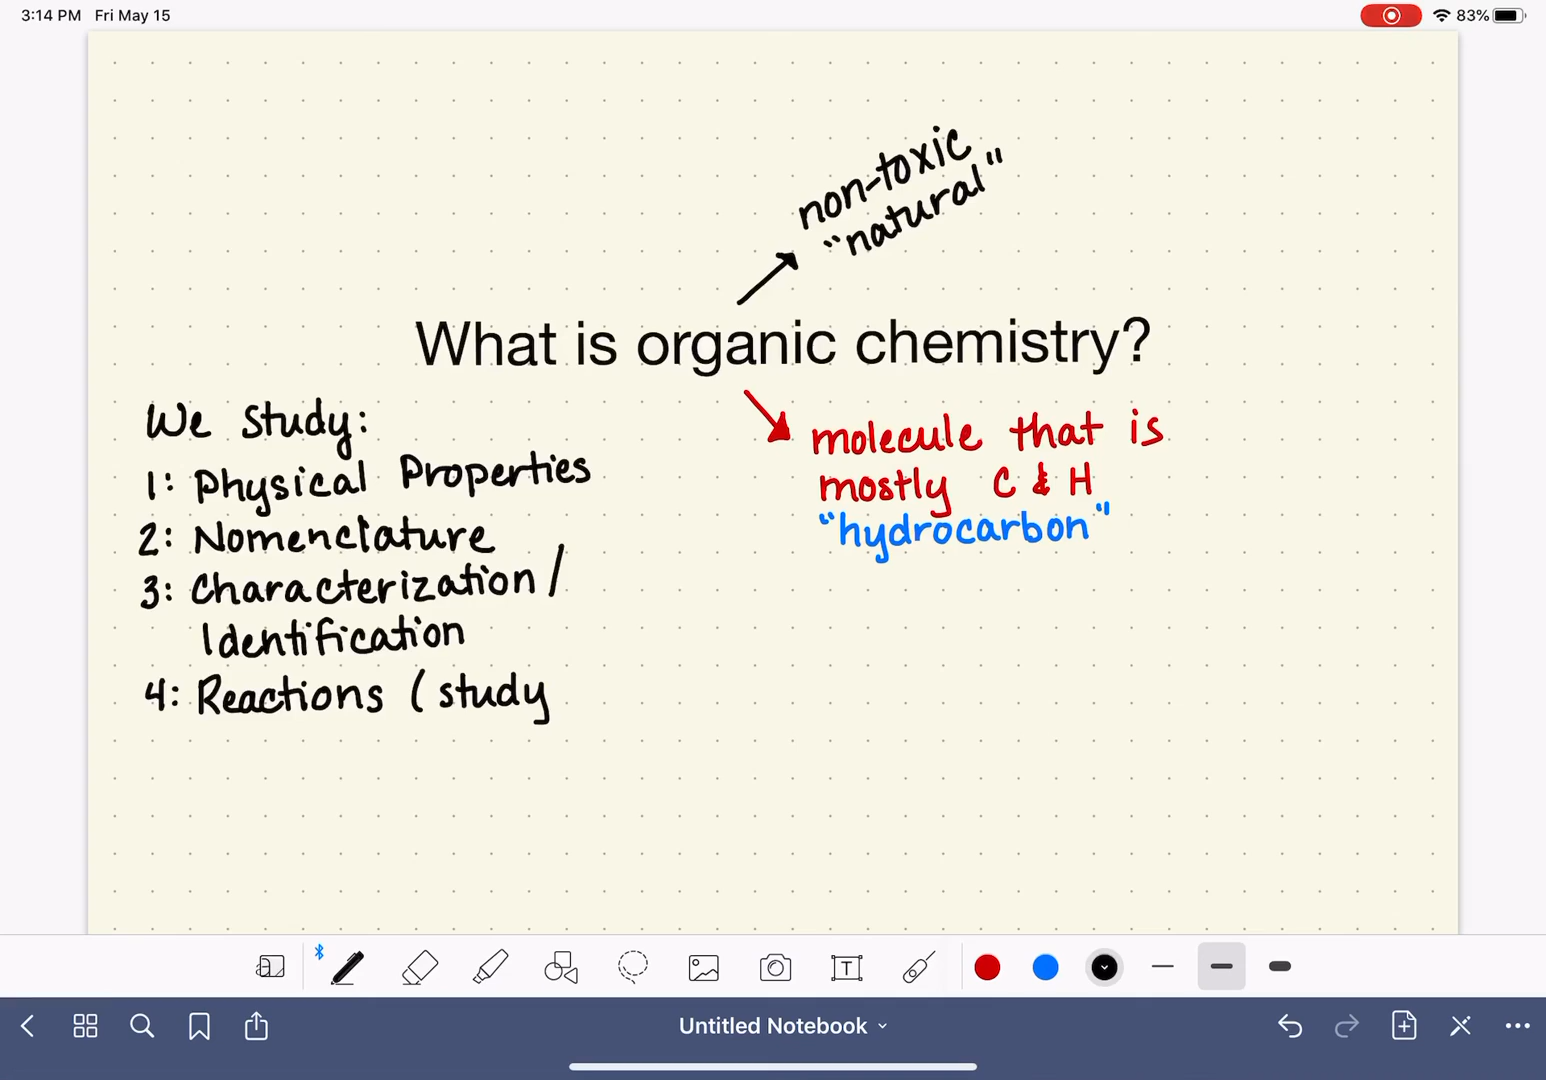 3:14 PM Fri May 15
83%
non-toxic
"natural"
What is organic chemistry?
We Study:
1: Physical Properties
2: Nomenclature
3: Characterization /
Identification
4: Reactions ( study
molecule that is
mostly C & H
"hydrocarbon"
T
Untitled Notebook